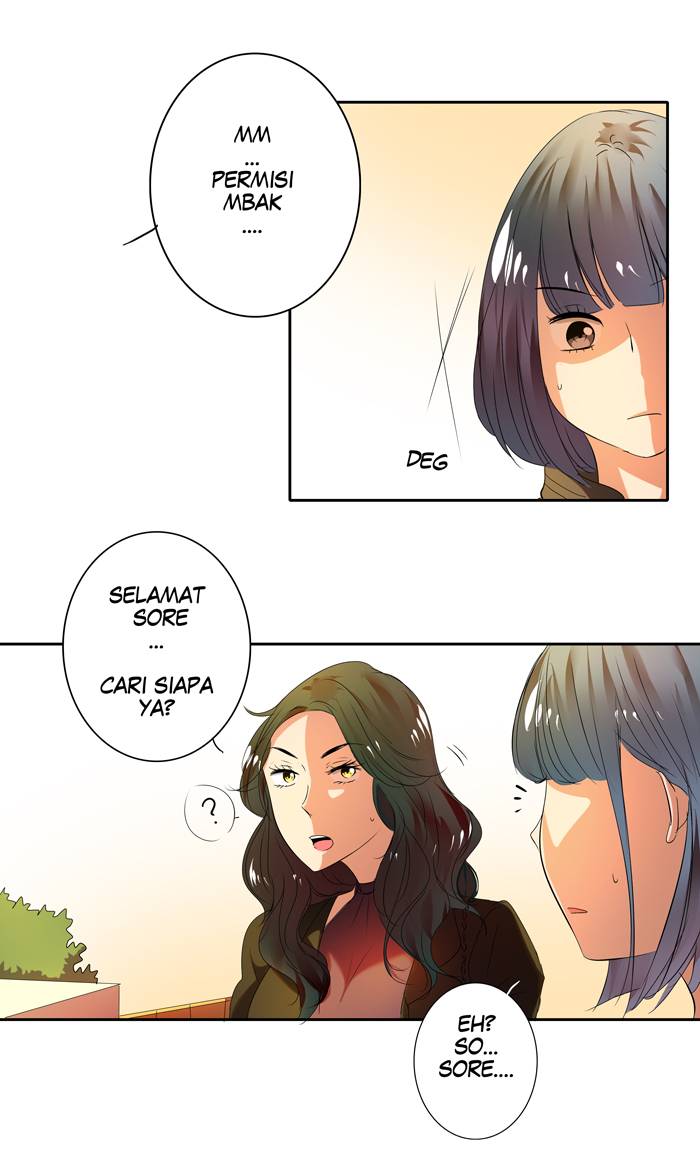 MM
...
PERMISI
MBAK
....
DEG
SELAMAT
SORE
...
CARI SIAPA
YA?
?
EH?
SO...
SORE....